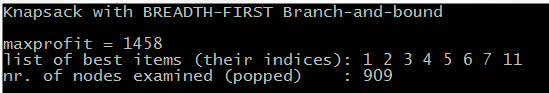 Knapsack with BREADTH-FIRST Branch-and-bound
maxprofit = 1458
list of best items (their indices): 1 2 3 4 5 6 7 11
nr. of nodes examined (popped)    : 909